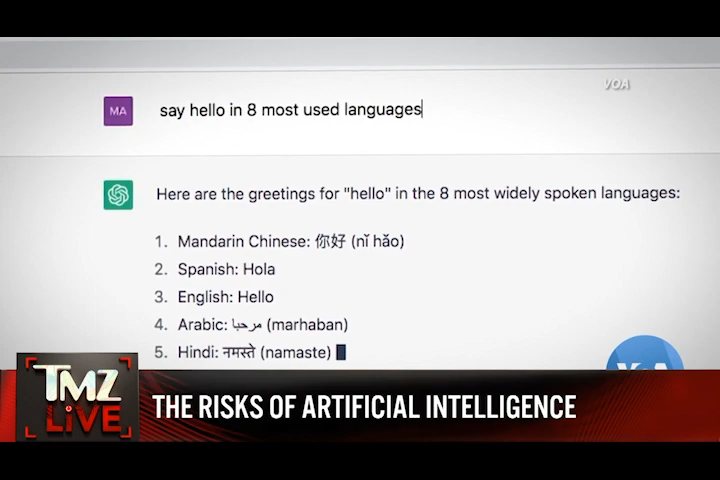 VOA
MA
say hello in 8 most used languages
Here are the greetings for "hello" in the 8 most widely spoken languages:
1. Mandarin Chinese: 你好 (nǐ hǎo)
2. Spanish: Hola
3. English: Hello
4. Arabic: مرحبا (marhaban)
5. Hindi: नमस्ते (namaste)
VOA
TMZ
LIVE
THE RISKS OF ARTIFICIAL INTELLIGENCE